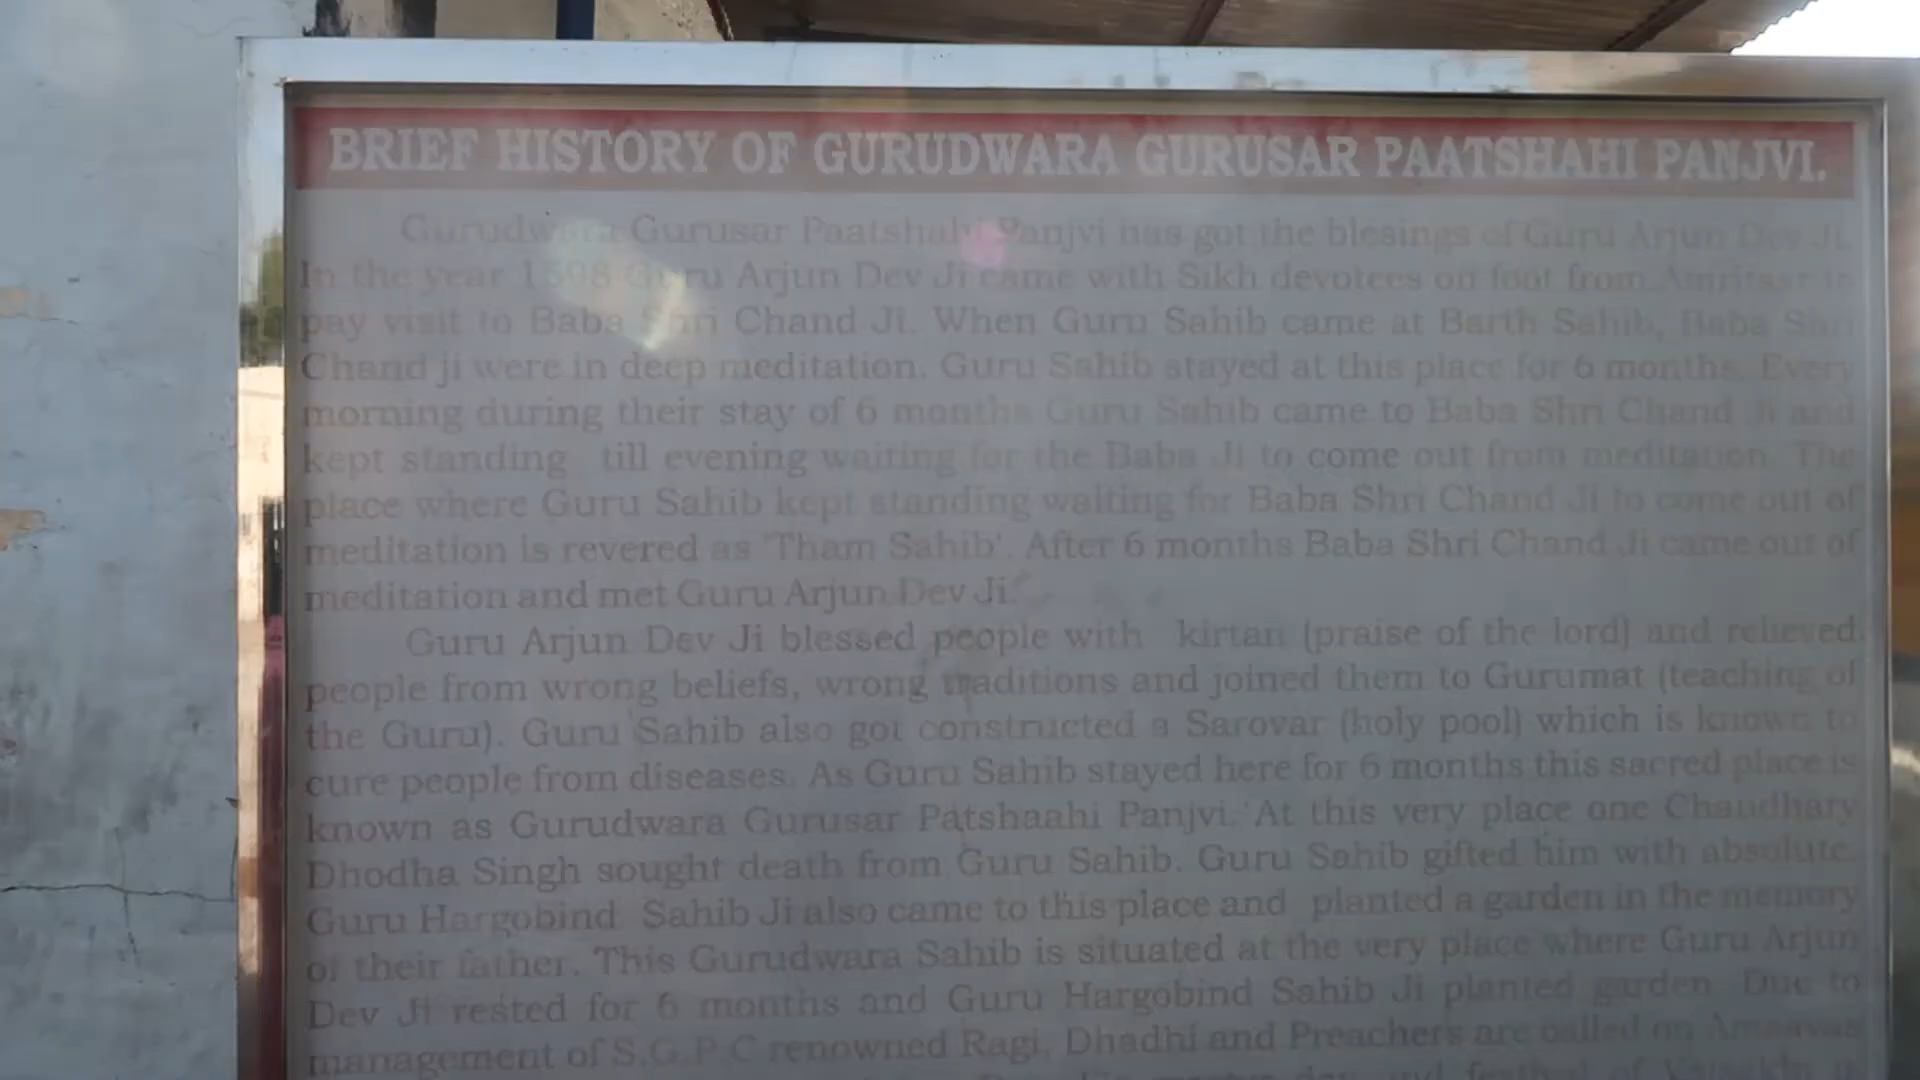 BRIEF HISTORY OF GURUDWARA GURUSAR PAATSHAHI PANJVI.
Gurudwara Gurusar Paatshahi Panjvi has got the blesings of Guru Arjun Dev Ji.
In the year 1598 Guru Arjun Dev Ji came with Sikh devotees on foot from Amritsar to
pay visit to Baba Shri Chand Ji. When Guru Sahib came at Barth Sahib, Baba Shri
Chand ji were in deep meditation. Guru Sahib stayed at this place for 6 months. Every
morning during their stay of 6 months Guru Sahib came to Baba Shri Chand Ji and
kept standing till evening waiting for the Baba Ji to come out from meditation. The
place where Guru Sahib kept standing waiting for Baba Shri Chand Ji to come out of
meditation is revered as 'Tham Sahib'. After 6 months Baba Shri Chand Ji came out of
meditation and met Guru Arjun Dev Ji.
Guru Arjun Dev Ji blessed people with kirtan (praise of the lord) and relieved
people from wrong beliefs, wrong traditions and joined them to Gurumat (teaching of
the Guru). Guru Sahib also got constructed a Sarovar (holy pool) which is known to
cure people from diseases. As Guru Sahib stayed here for 6 months this sacred place is
known as Gurudwara Gurusar Patshaahi Panjvi. At this very place one Chaudhary
Dhodha Singh sought death from Guru Sahib. Guru Sahib gifted him with absolute.
Guru Hargobind Sahib Ji also came to this place and planted a garden in the memory
of their father. This Gurudwara Sahib is situated at the very place where Guru Arjun
Dev Ji rested for 6 months and Guru Hargobind Sahib Ji planted garden. Due to
management of S.G.P.C renowned Ragi, Dhadhi and Preachers are called on Amaavas
day and festival of Vaisakhi